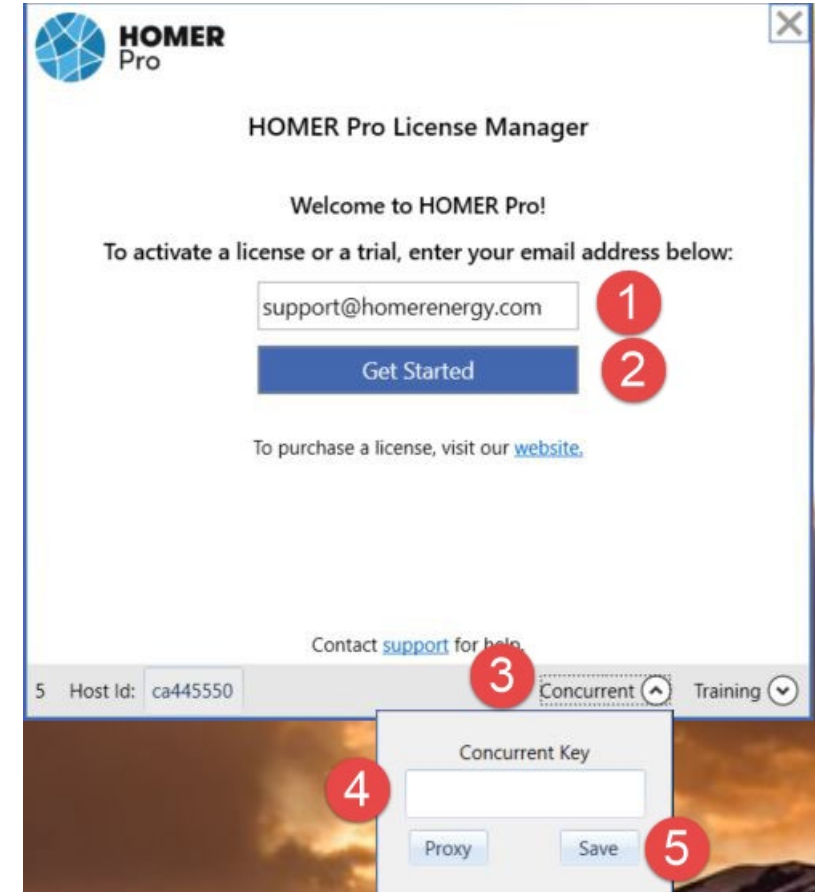 HOMER
Pro
HOMER Pro License Manager
Welcome to HOMER Pro!
To activate a license or a trial, enter your email address below:
support@homerenergy.com
1
Get Started
2
To purchase a license, visit our website.
Contact support for help.
3
5 Host Id: ca445550 Concurrent Training
Concurrent Key
4
Proxy Save
5